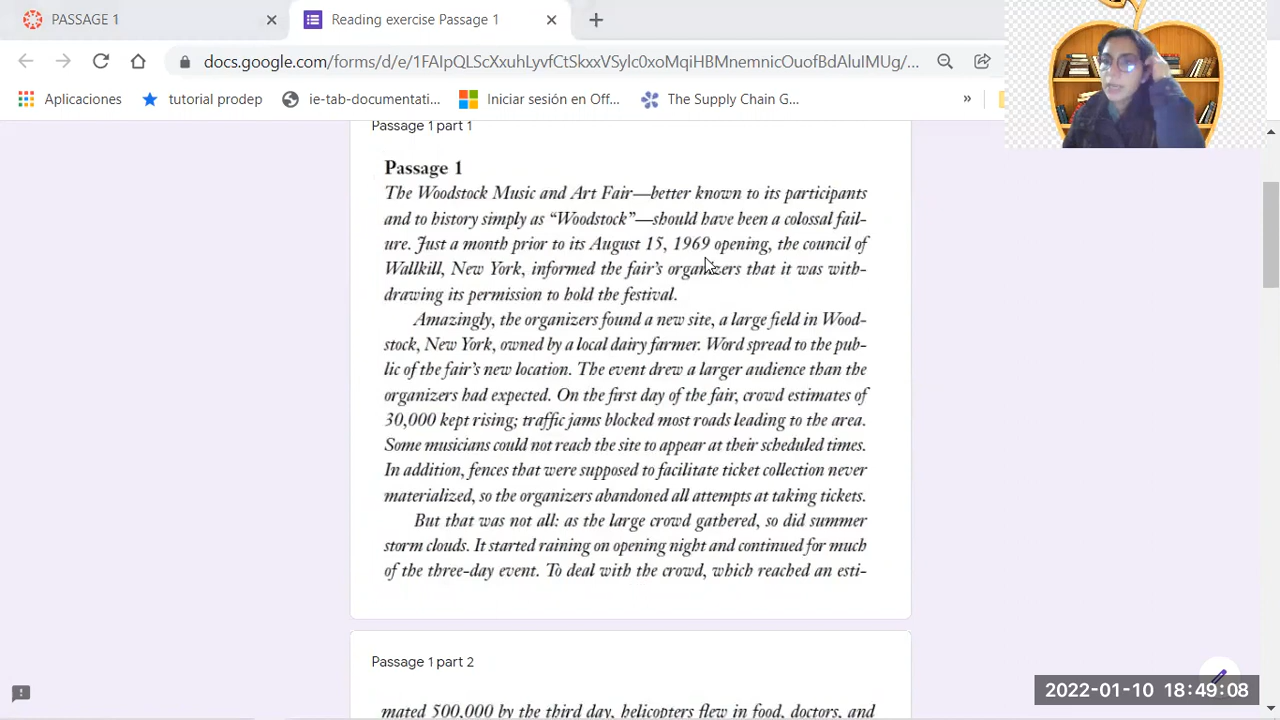 PASSAGE 1
Reading exercise Passage 1
docs.google.com/forms/d/e/1FAIpQLScXxuhLyvfCtSkxxVSylc0xoMqiHBMnemnicOuofBdAluIMUg/...
Aplicaciones
tutorial prodep
ie-tab-documentati...
Iniciar sesión en Off...
The Supply Chain G...
»
Passage 1 part 1
Passage 1
The Woodstock Music and Art Fair—better known to its participants
and to history simply as “Woodstock”—should have been a colossal fail-
ure. Just a month prior to its August 15, 1969 opening, the council of
Wallkill, New York, informed the fair’s organizers that it was with-
drawing its permission to hold the festival.
Amazingly, the organizers found a new site, a large field in Wood-
stock, New York, owned by a local dairy farmer. Word spread to the pub-
lic of the fair’s new location. The event drew a larger audience than the
organizers had expected. On the first day of the fair, crowd estimates of
30,000 kept rising; traffic jams blocked most roads leading to the area.
Some musicians could not reach the site to appear at their scheduled times.
In addition, fences that were supposed to facilitate ticket collection never
materialized, so the organizers abandoned all attempts at taking tickets.
But that was not all: as the large crowd gathered, so did summer
storm clouds. It started raining on opening night and continued for much
of the three-day event. To deal with the crowd, which reached an esti-
Passage 1 part 2
mated 500,000 by the third day, helicopters flew in food, doctors, and
2022-01-10 18:49:08